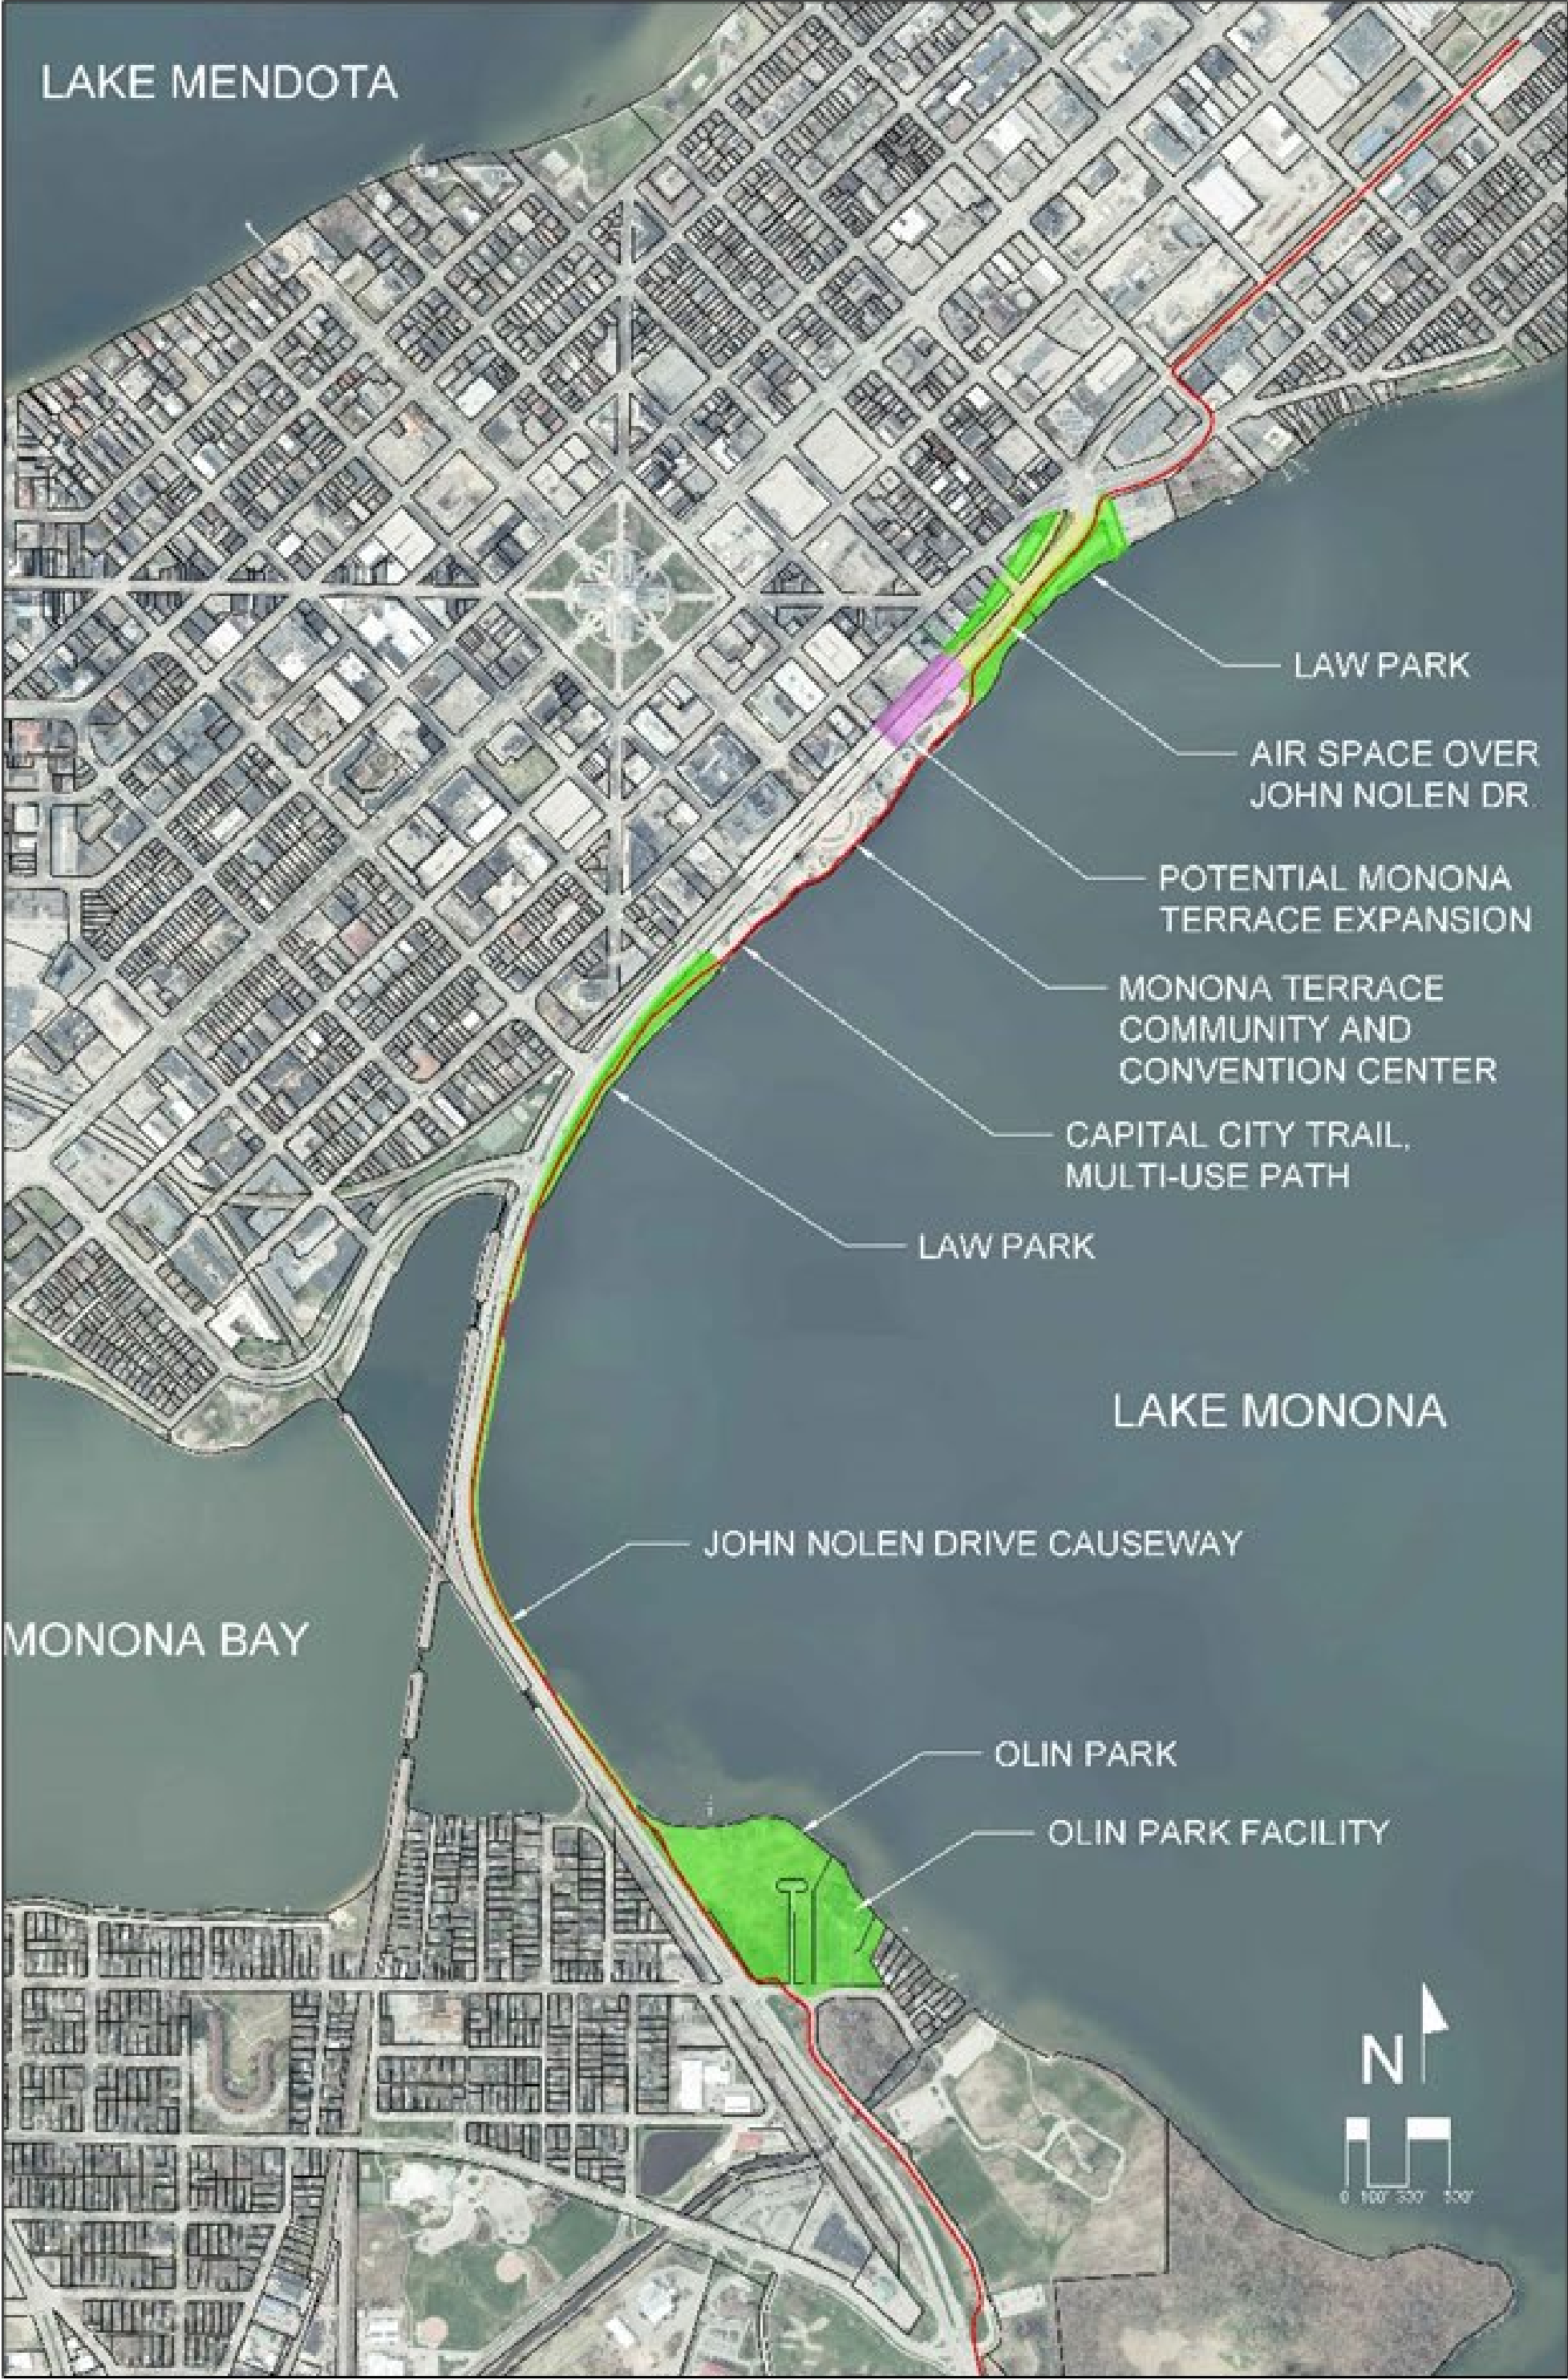 LAKE MENDOTA
LAW PARK
AIR SPACE OVER
JOHN NOLEN DR
POTENTIAL MONONA
TERRACE EXPANSION
MONONA TERRACE
COMMUNITY AND
CONVENTION CENTER
CAPITAL CITY TRAIL,
MULTI-USE PATH
LAW PARK
LAKE MONONA
JOHN NOLEN DRIVE CAUSEWAY
MONONA BAY
OLIN PARK
OLIN PARK FACILITY
N
0